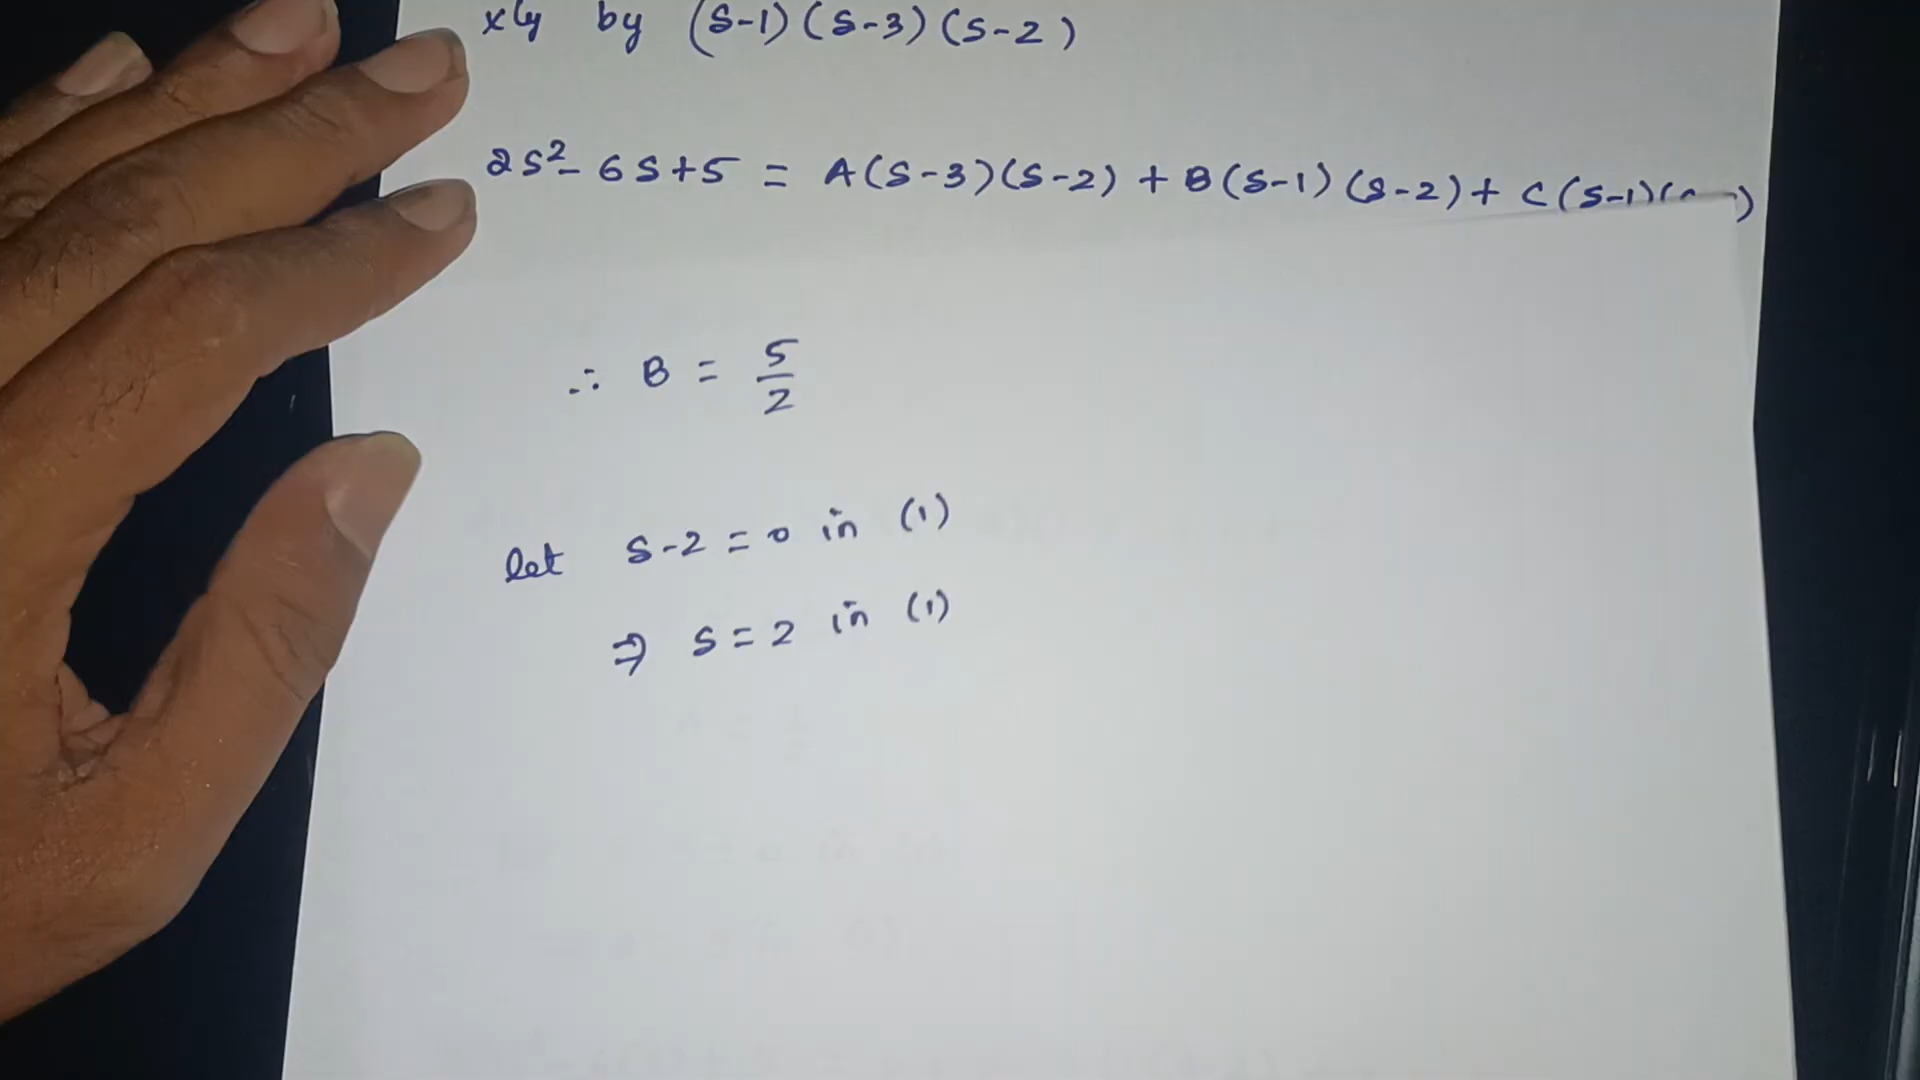 xly by (S-1)(S-3)(S-2)
2S²- 6S+5 = A(S-3)(S-2) + B(S-1)(S-2)+ C(S-1)(
∴ B = 5/2
let S-2=0 in (1)
⇒ S=2 in (1)